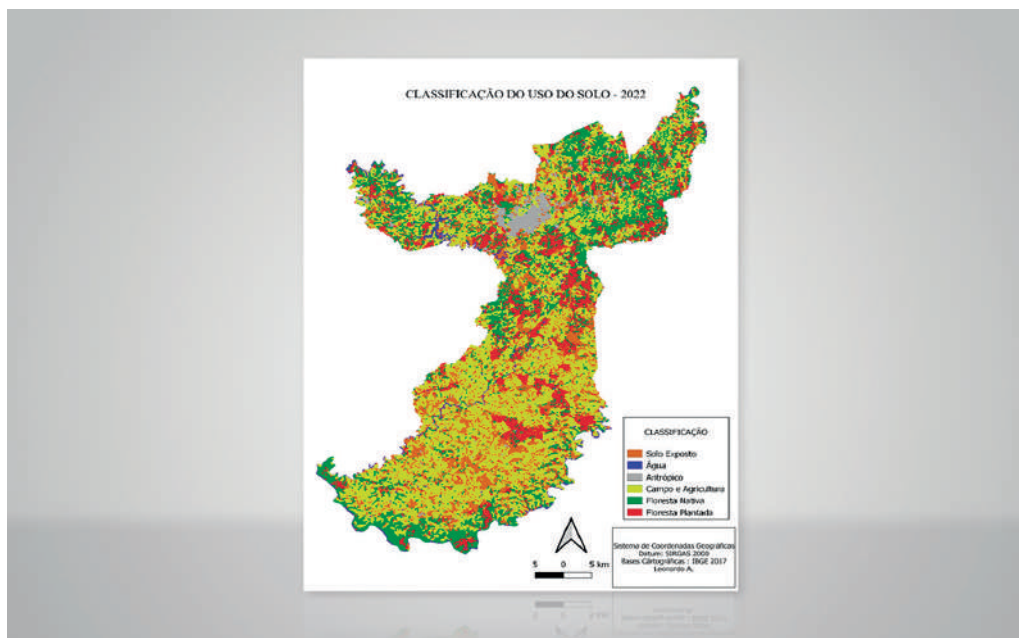 CLASSIFICAÇÃO DO USO DO SOLO - 2022
CLASSIFICAÇÃO
Solo Exposto
Água
Antrópico
Campo e Agricultura
Floresta Nativa
Floresta Plantada
Sistema de Coordenadas Geográficas
Datum: SIRGAS 2000
Bases Cártográficas : IBGE 2017
Leonardo A.
5 0 5 km